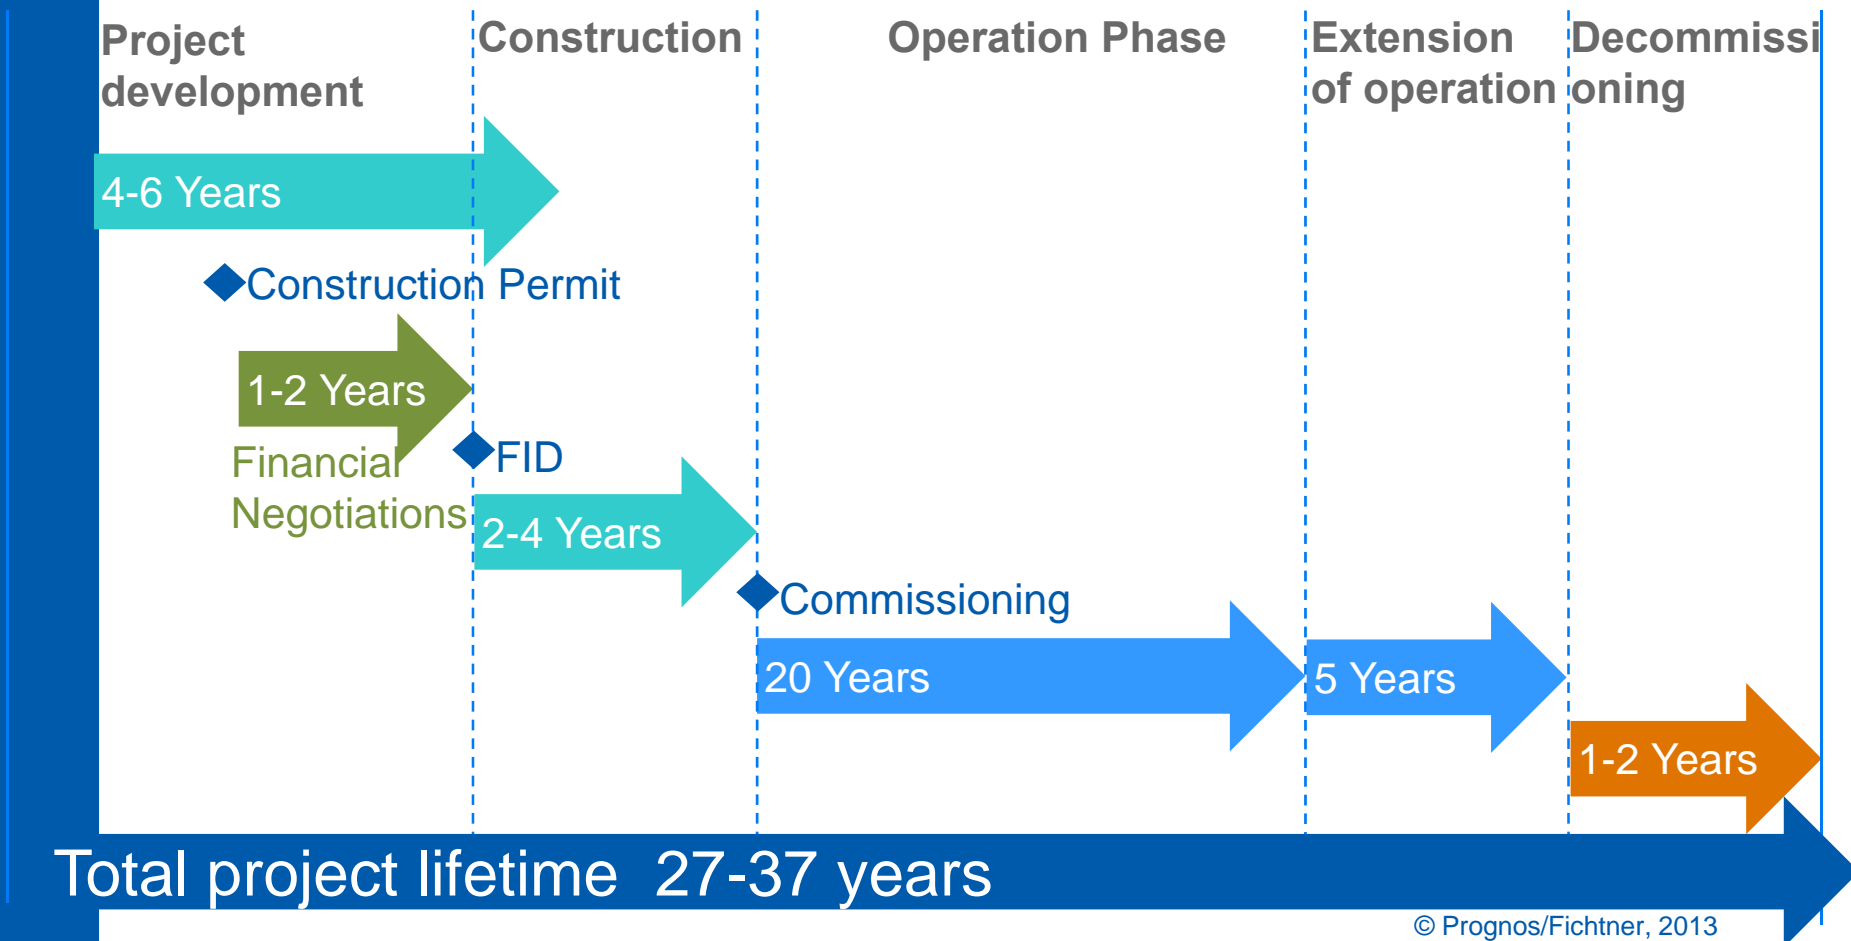 Project
development
Construction
Operation Phase
Extension
of operation
Decommissi
oning
4-6 Years
Construction Permit
1-2 Years
Financial
Negotiations
FID
2-4 Years
Commissioning
20 Years
5 Years
1-2 Years
Total project lifetime  27-37 years
© Prognos/Fichtner, 2013